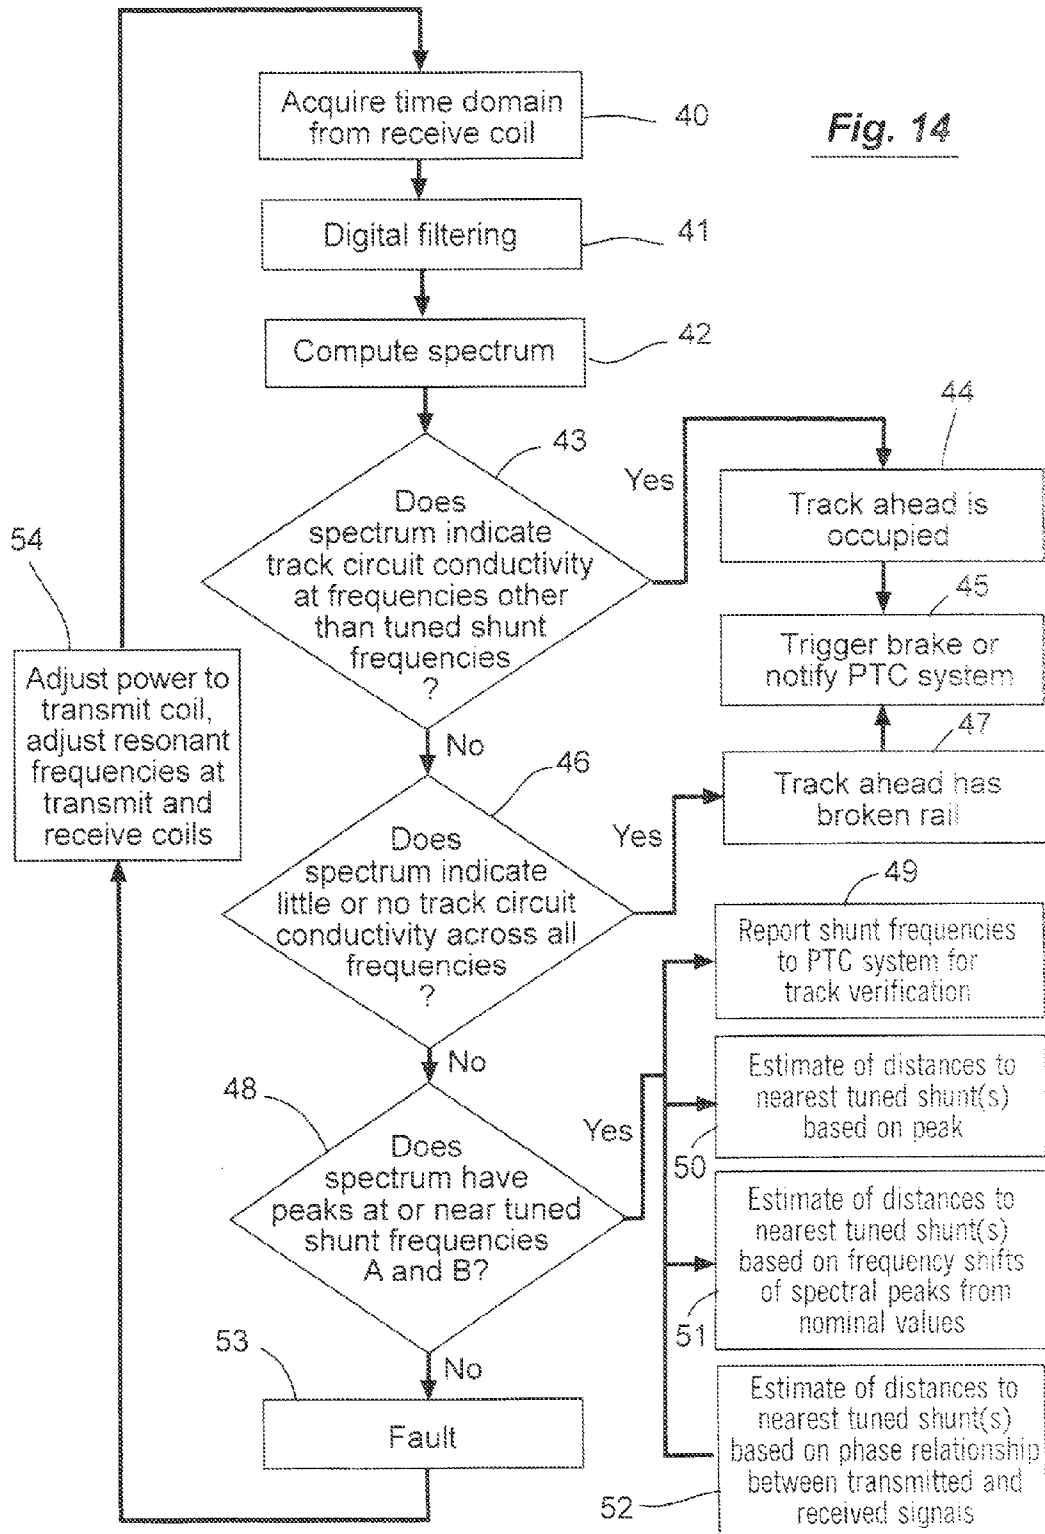 Fig. 14
Acquire time domain
from receive coil
40
Digital filtering
41
Compute spectrum
42
43
Does
spectrum indicate
track circuit conductivity
at frequencies other
than tuned shunt
frequencies
?
Yes
44
Track ahead is
occupied
45
Trigger brake or
notify PTC system
No
46
Does
spectrum indicate
little or no track circuit
conductivity across all
frequencies
?
Yes
47
Track ahead has
broken rail
No
48
Does
spectrum have
peaks at or near tuned
shunt frequencies
A and B?
Yes
49
Report shunt frequencies
to PTC system for
track verification
Estimate of distances to
nearest tuned shunt(s)
based on peak
50
Estimate of distances to
nearest tuned shunt(s)
based on frequency shifts
of spectral peaks from
nominal values
51
Estimate of distances to
nearest tuned shunt(s)
based on phase relationship
between transmitted and
received signals
52
No
53
Fault
54
Adjust power to
transmit coil,
adjust resonant
frequencies at
transmit and
receive coils